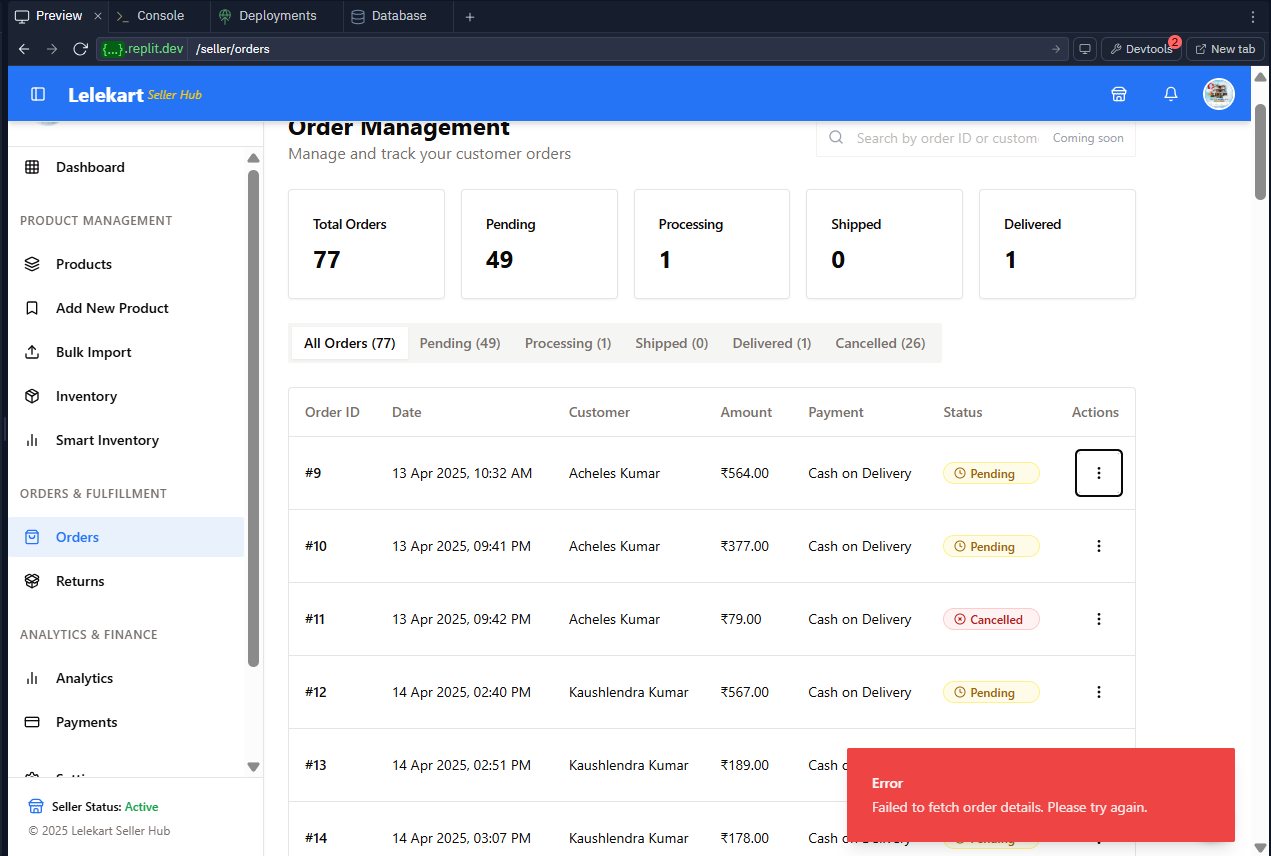 Preview × Console Deployments Database +
{...}.replit.dev /seller/orders Devtools 2 New tab
Lelekart Seller Hub
Order Management
Manage and track your customer orders
Search by order ID or custom Coming soon
Dashboard
PRODUCT MANAGEMENT
Products
Add New Product
Bulk Import
Inventory
Smart Inventory
ORDERS & FULFILLMENT
Orders
Returns
ANALYTICS & FINANCE
Analytics
Payments
Seller Status: Active
© 2025 Lelekart Seller Hub
Total Orders Pending Processing Shipped Delivered
77 49 1 0 1
All Orders (77) Pending (49) Processing (1) Shipped (0) Delivered (1) Cancelled (26)
Order ID Date Customer Amount Payment Status Actions
#9 13 Apr 2025, 10:32 AM Acheles Kumar ₹564.00 Cash on Delivery Pending
#10 13 Apr 2025, 09:41 PM Acheles Kumar ₹377.00 Cash on Delivery Pending
#11 13 Apr 2025, 09:42 PM Acheles Kumar ₹79.00 Cash on Delivery Cancelled
#12 14 Apr 2025, 02:40 PM Kaushlendra Kumar ₹567.00 Cash on Delivery Pending
#13 14 Apr 2025, 02:51 PM Kaushlendra Kumar ₹189.00 Cash
#14 14 Apr 2025, 03:07 PM Kaushlendra Kumar ₹178.00 Cash
Error
Failed to fetch order details. Please try again.